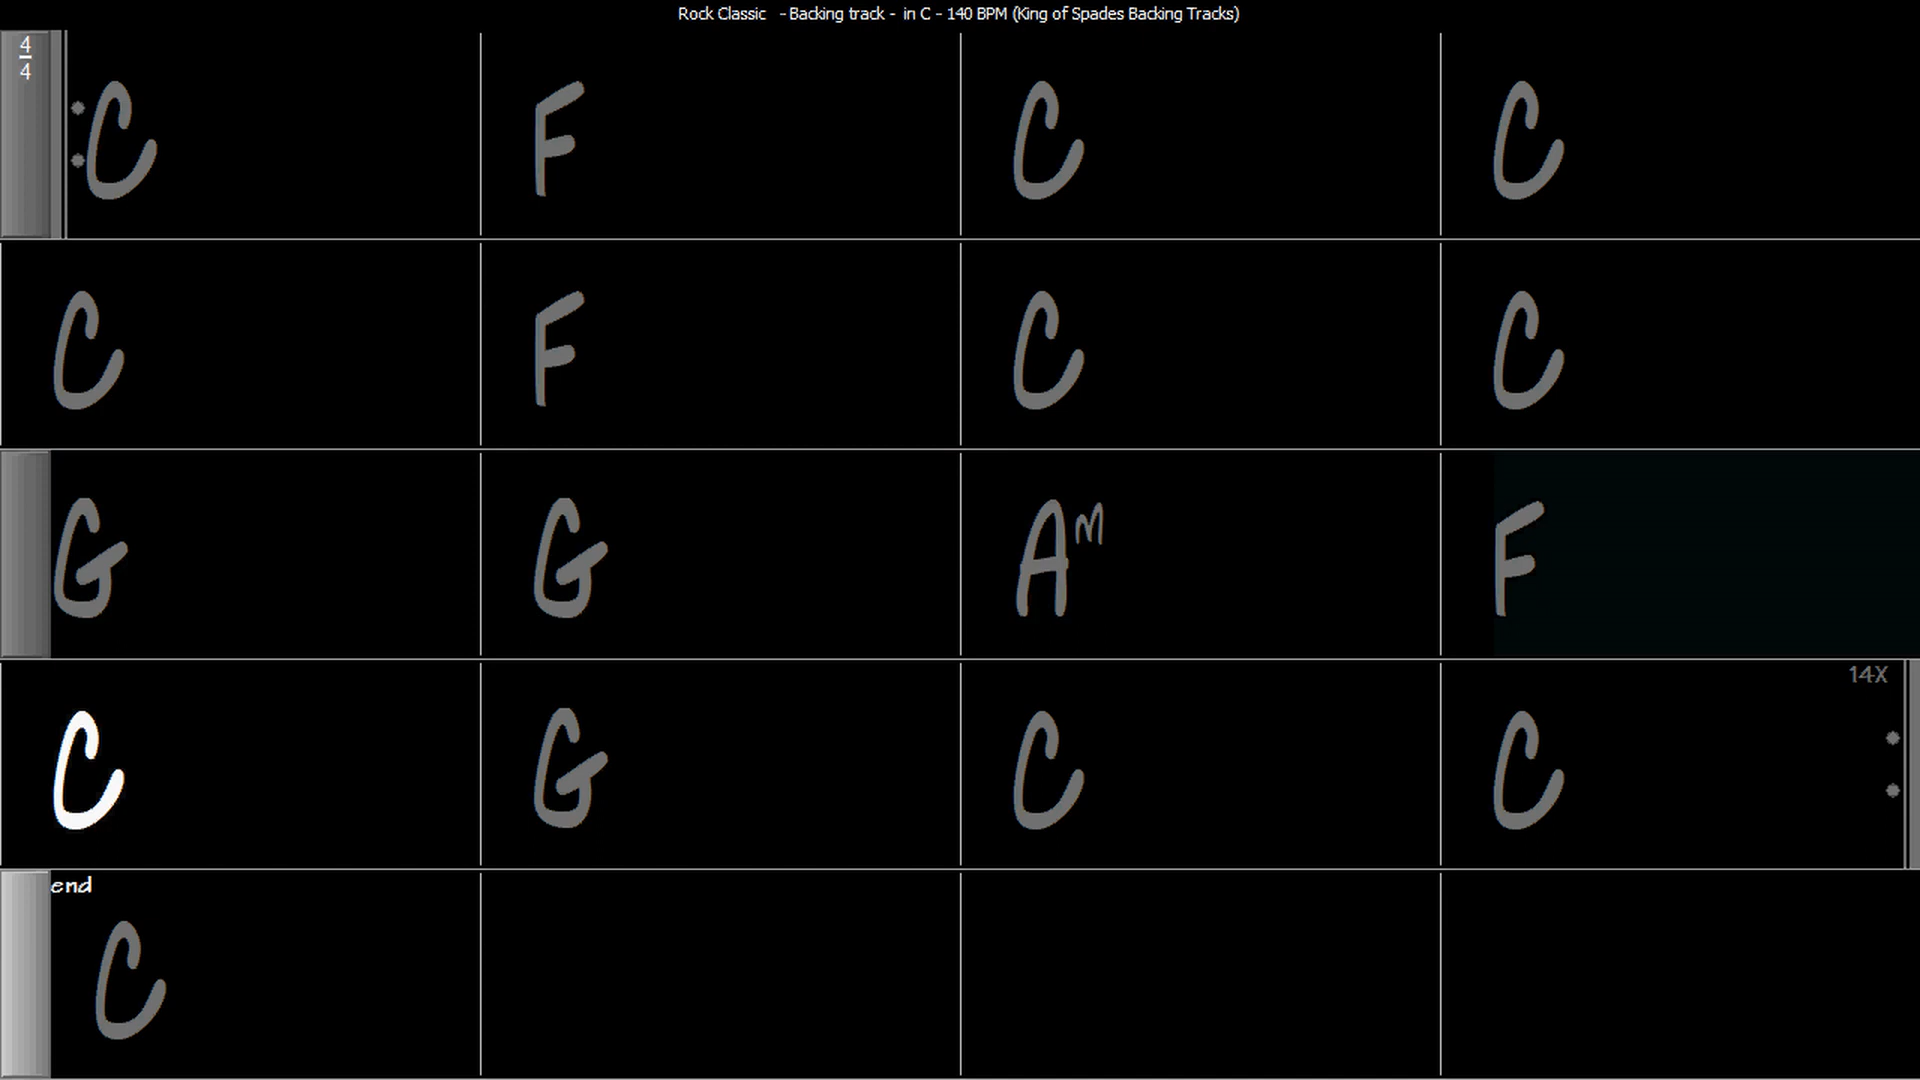 Rock Classic - Backing track - in C - 140 BPM (King of Spades Backing Tracks)
4
4
C F C C
C F C C
G G Am F
14X
C G C C
end
C